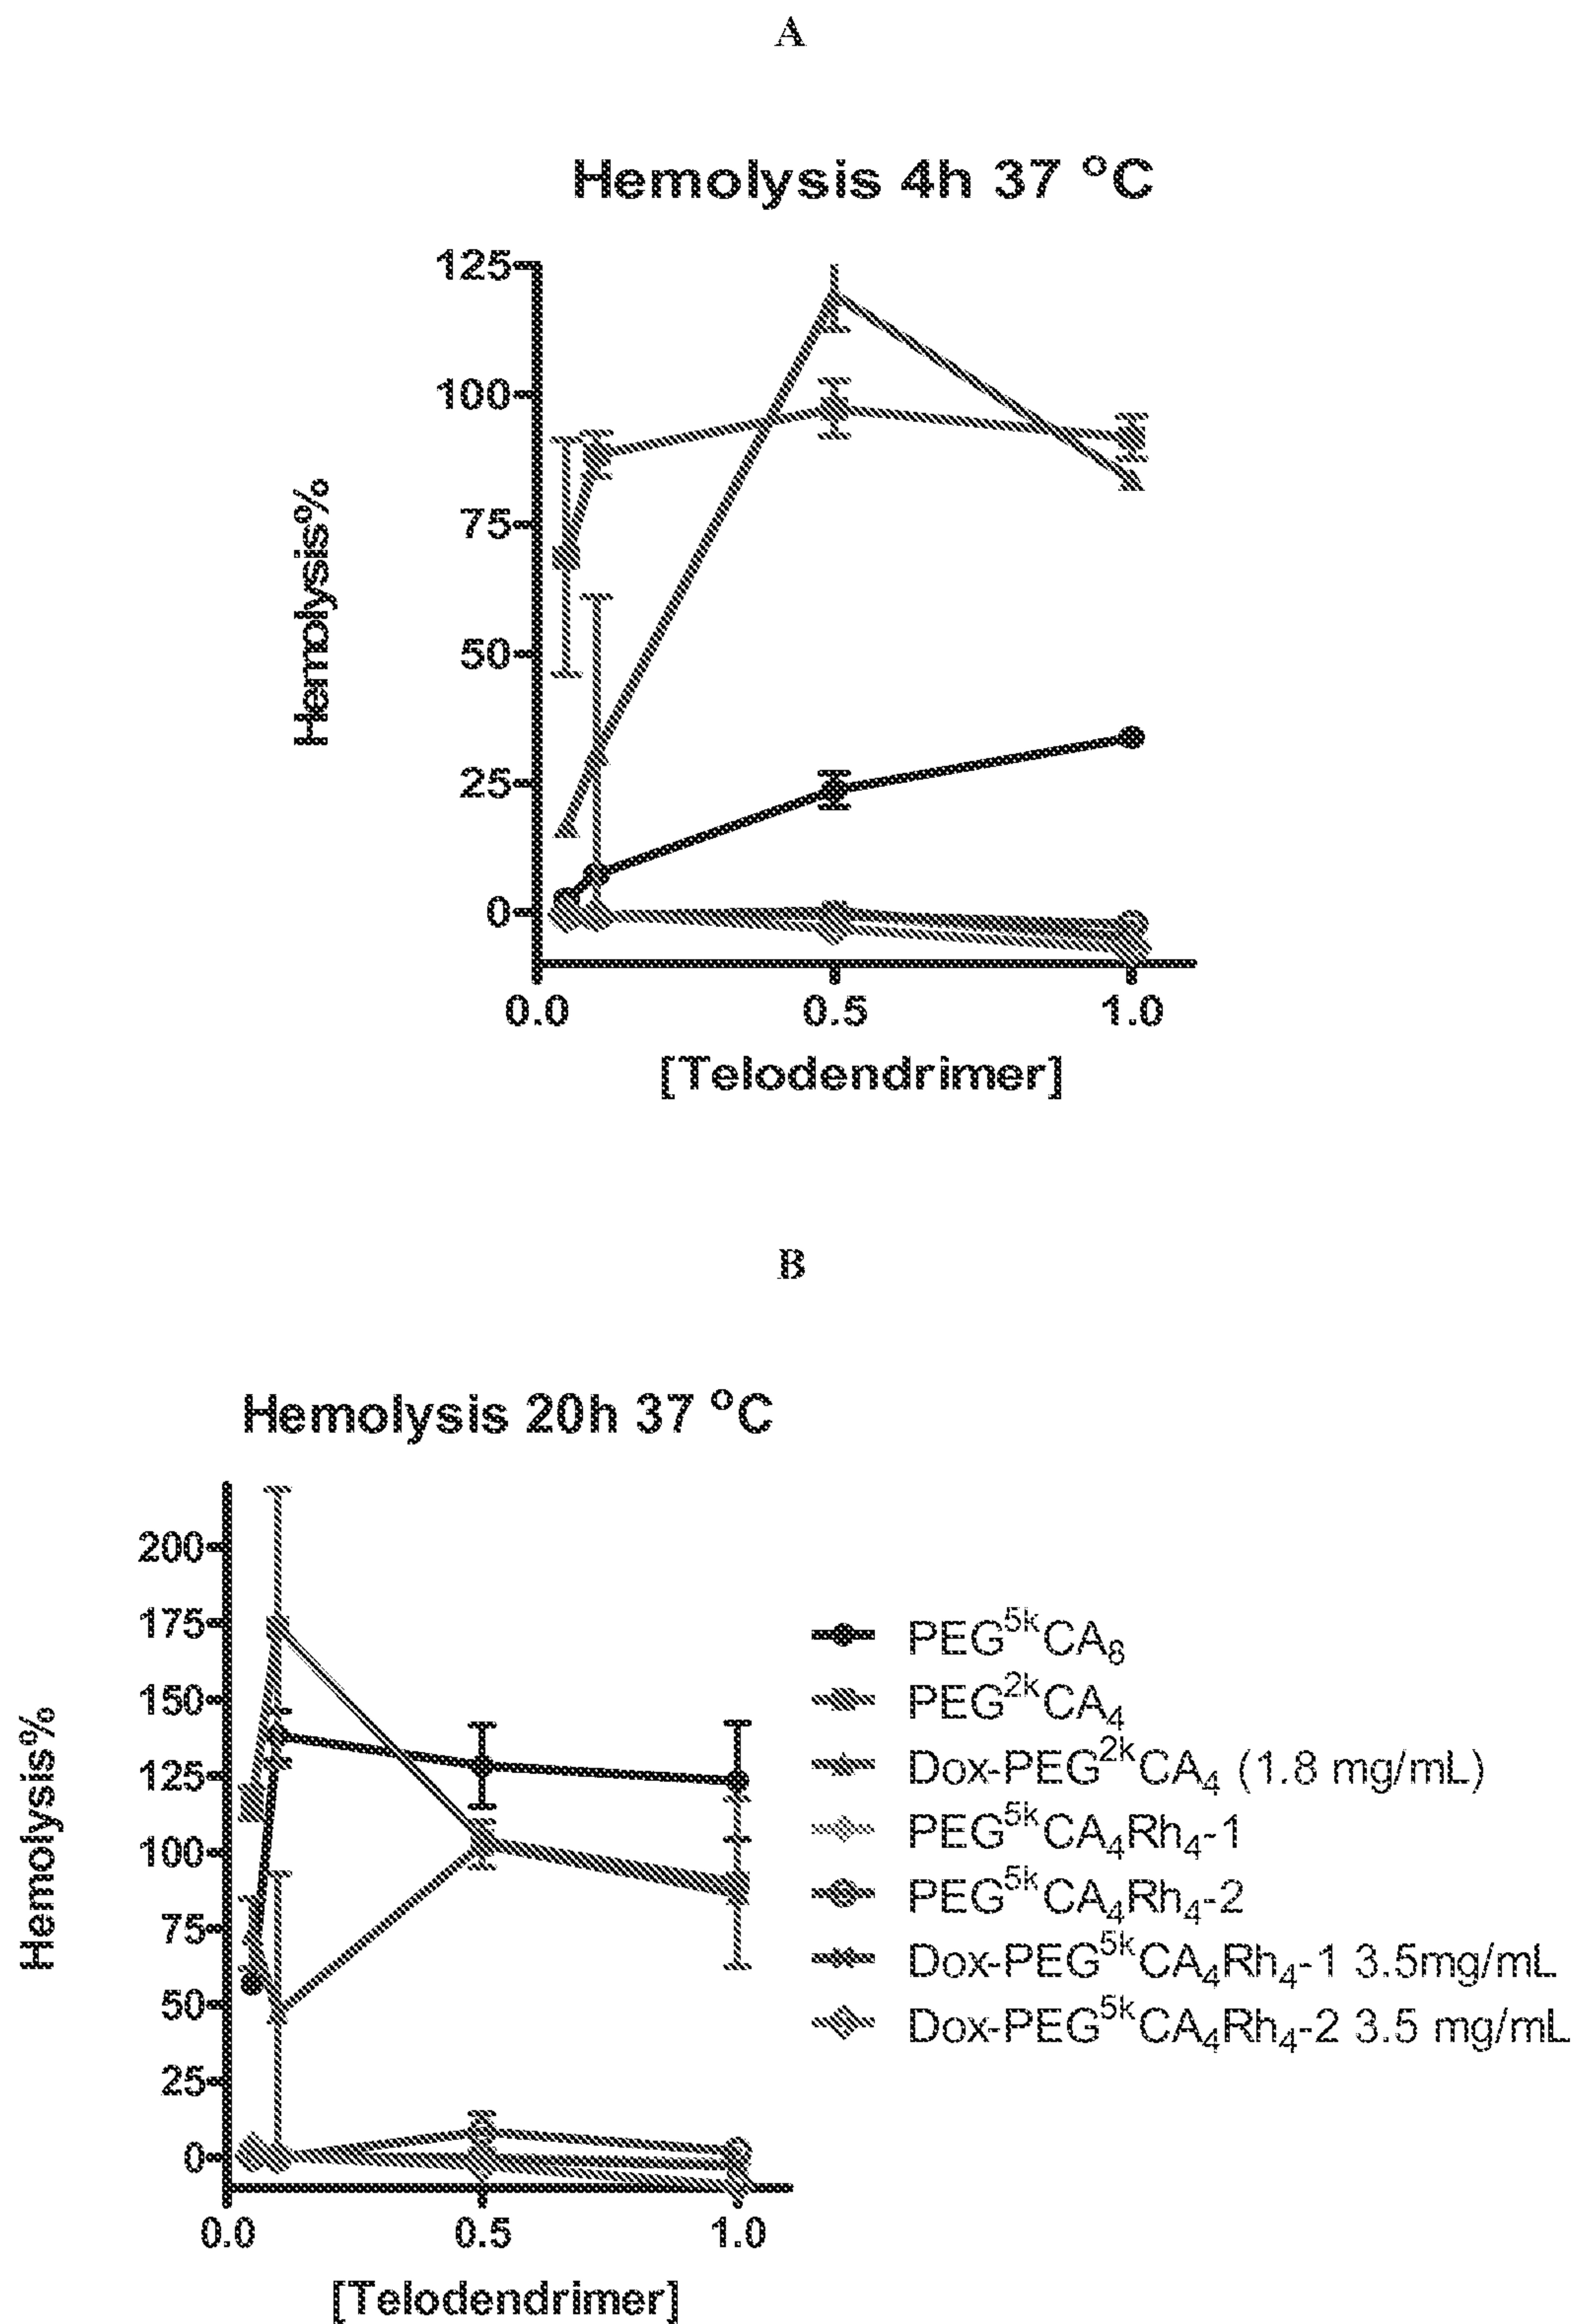 A
Hemolysis 4h 37 °C
125
100
75
50
25
0
Hemolysis%
0.0 0.5 1.0
[Telodendrimer]
B
Hemolysis 20h 37 °C
200
175
150
125
100
75
50
25
0
Hemolysis%
0.0 0.5 1.0
[Telodendrimer]
PEG5kCA8
PEG2kCA4
Dox-PEG2kCA4 (1.8 mg/mL)
PEG5kCA4Rh4-1
PEG5kCA4Rh4-2
Dox-PEG5kCA4Rh4-1 3.5mg/mL
Dox-PEG5kCA4Rh4-2 3.5 mg/mL